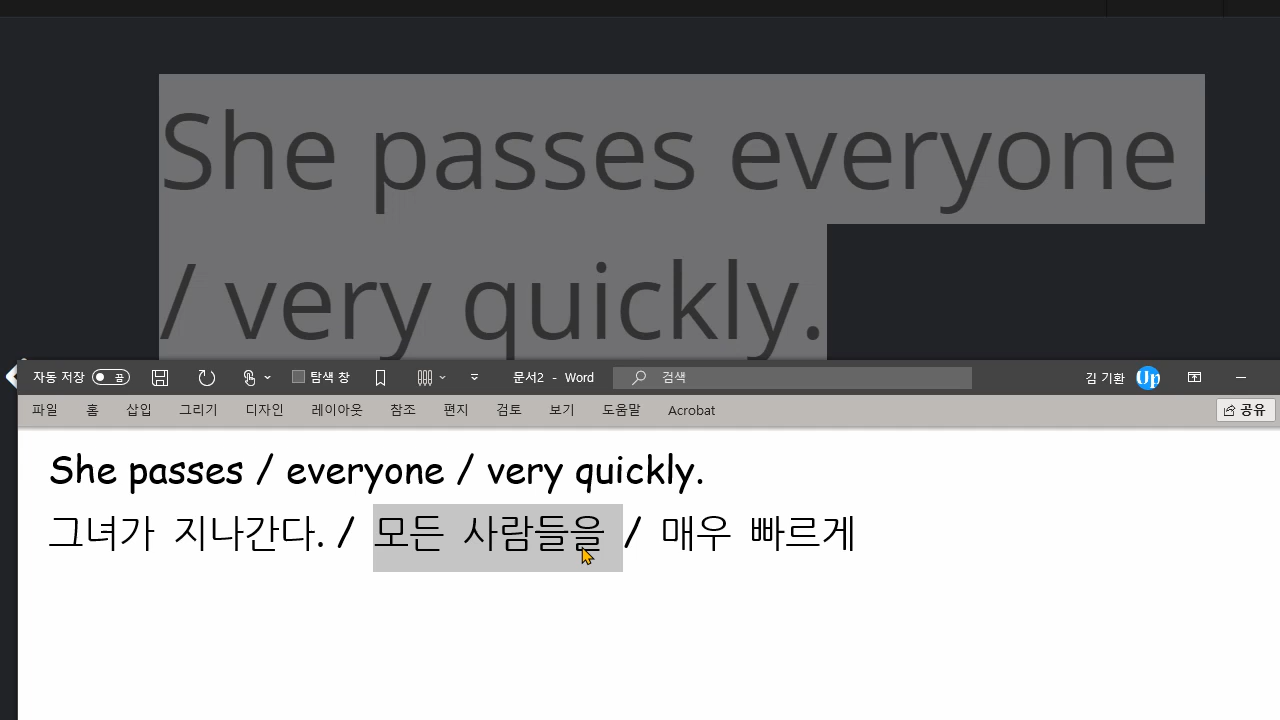 She passes everyone
/ very quickly.
자동 저장 끔 탐색 창 문서2 - Word 검색 김 기환 Up
파일 홈 삽입 그리기 디자인 레이아웃 참조 편지 검토 보기 도움말 Acrobat 공유
She passes / everyone / very quickly.
그녀가 지나간다. / 모든 사람들을 / 매우 빠르게